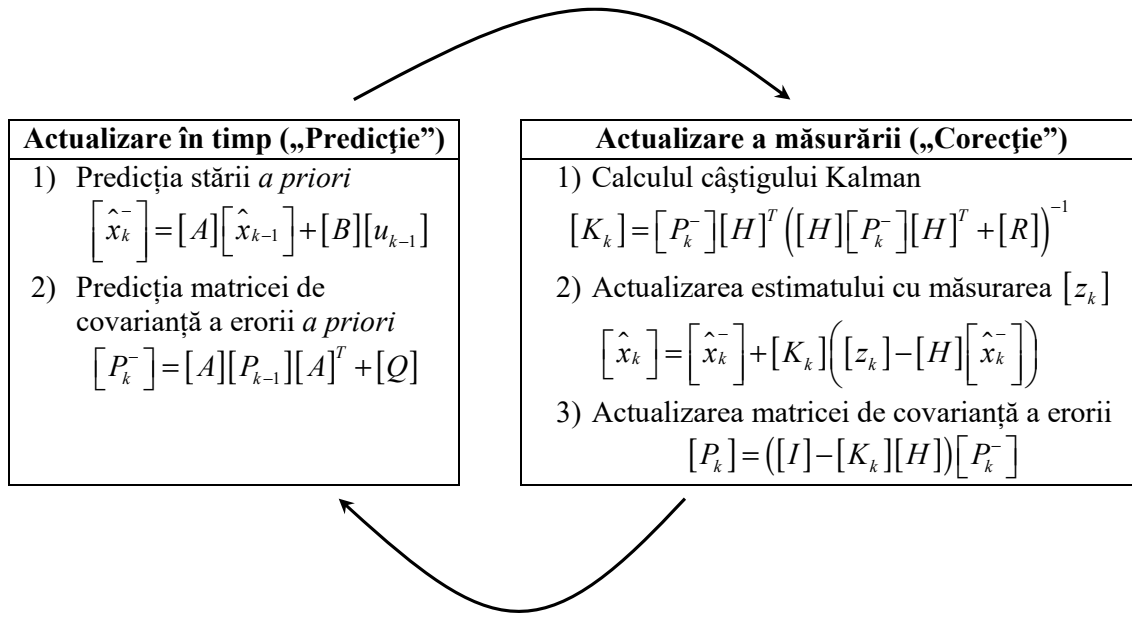 Actualizare în timp („Predicţie”)
1) Predicția stării a priori
[x̂ₖ⁻] = [A][x̂ₖ₋₁] + [B][uₖ₋₁]
2) Predicția matricei de
covarianță a erorii a priori
[Pₖ⁻] = [A][Pₖ₋₁][A]ᵀ + [Q]
Actualizare a măsurării („Corecţie”)
1) Calculul câştigului Kalman
[Kₖ] = [Pₖ⁻][H]ᵀ([H][Pₖ⁻][H]ᵀ + [R])⁻¹
2) Actualizarea estimatului cu măsurarea [zₖ]
[x̂ₖ] = [x̂ₖ⁻] + [Kₖ]([zₖ] − [H][x̂ₖ⁻])
3) Actualizarea matricei de covarianță a erorii
[Pₖ] = ([I] − [Kₖ][H])[Pₖ⁻]